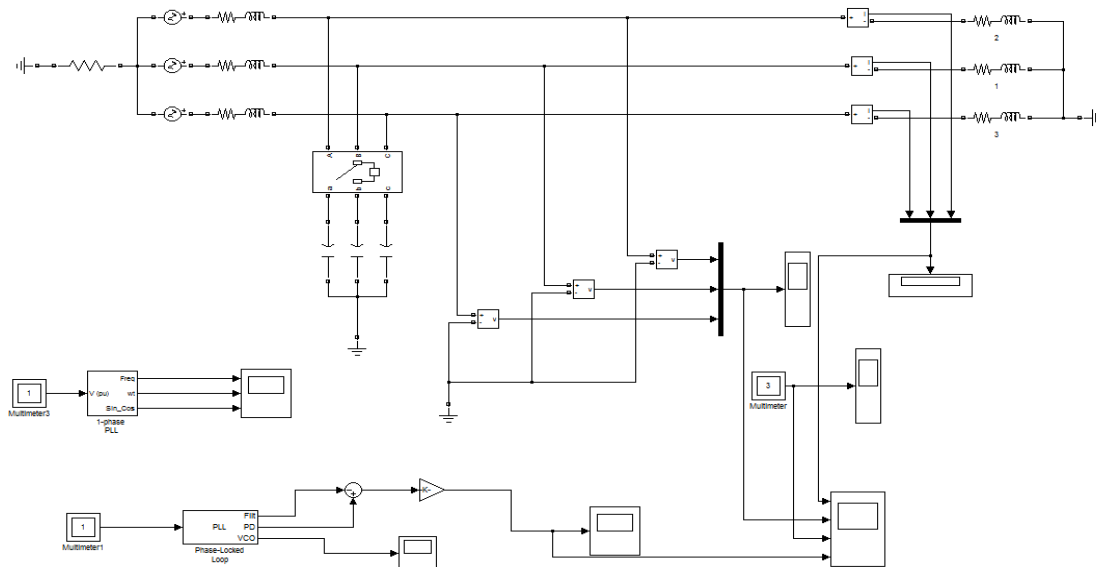 2
1
3
A B C
a b c
+ - v
+ - v
+ - v
1
Multimeter3
V (pu)
Freq
wt
Sin_Cos
1-phase
PLL
3
Multimeter
1
Multimeter1
PLL
Filt
PD
VCO
Phase-Locked
Loop
-K-